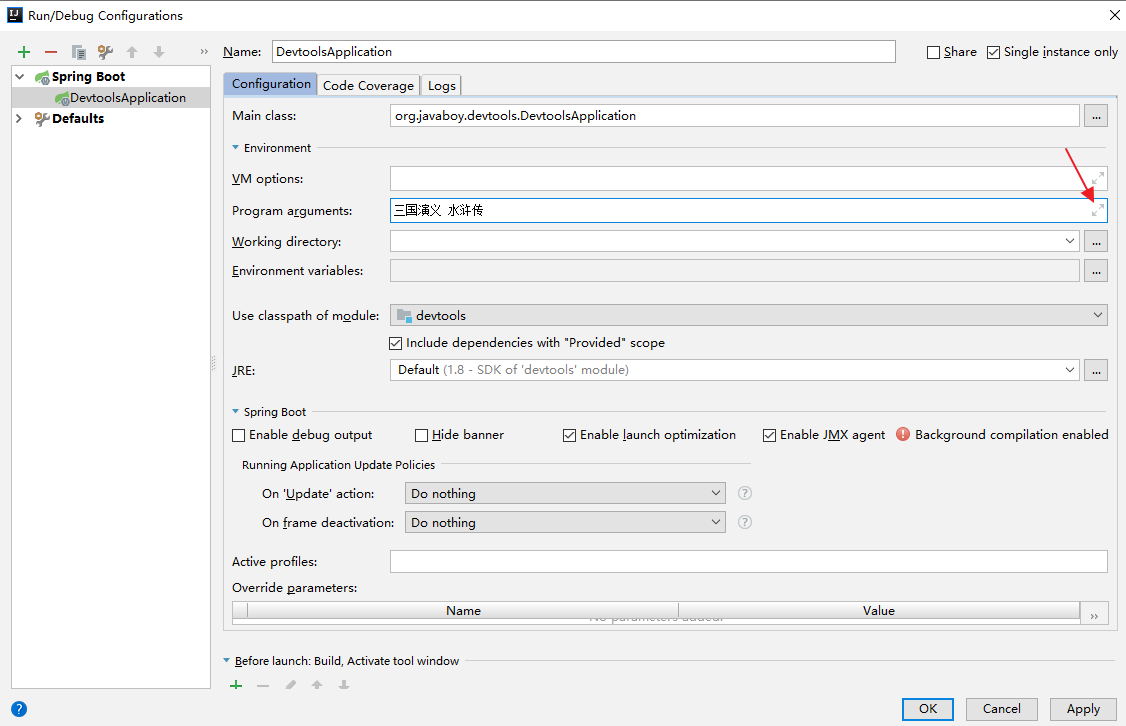 Run/Debug Configurations
Name: DevtoolsApplication Share Single instance only
Spring Boot
DevtoolsApplication
Defaults
Configuration Code Coverage Logs
Main class: org.javaboy.devtools.DevtoolsApplication ...
Environment
VM options:
Program arguments: 三国演义 水浒传
Working directory: ...
Environment variables: ...
Use classpath of module: devtools
Include dependencies with "Provided" scope
JRE: Default (1.8 - SDK of 'devtools' module) ...
Spring Boot
Enable debug output Hide banner Enable launch optimization Enable JMX agent Background compilation enabled
Running Application Update Policies
On 'Update' action: Do nothing ?
On frame deactivation: Do nothing ?
Active profiles:
Override parameters:
Name Value
No parameters added.
Before launch: Build, Activate tool window
? OK Cancel Apply